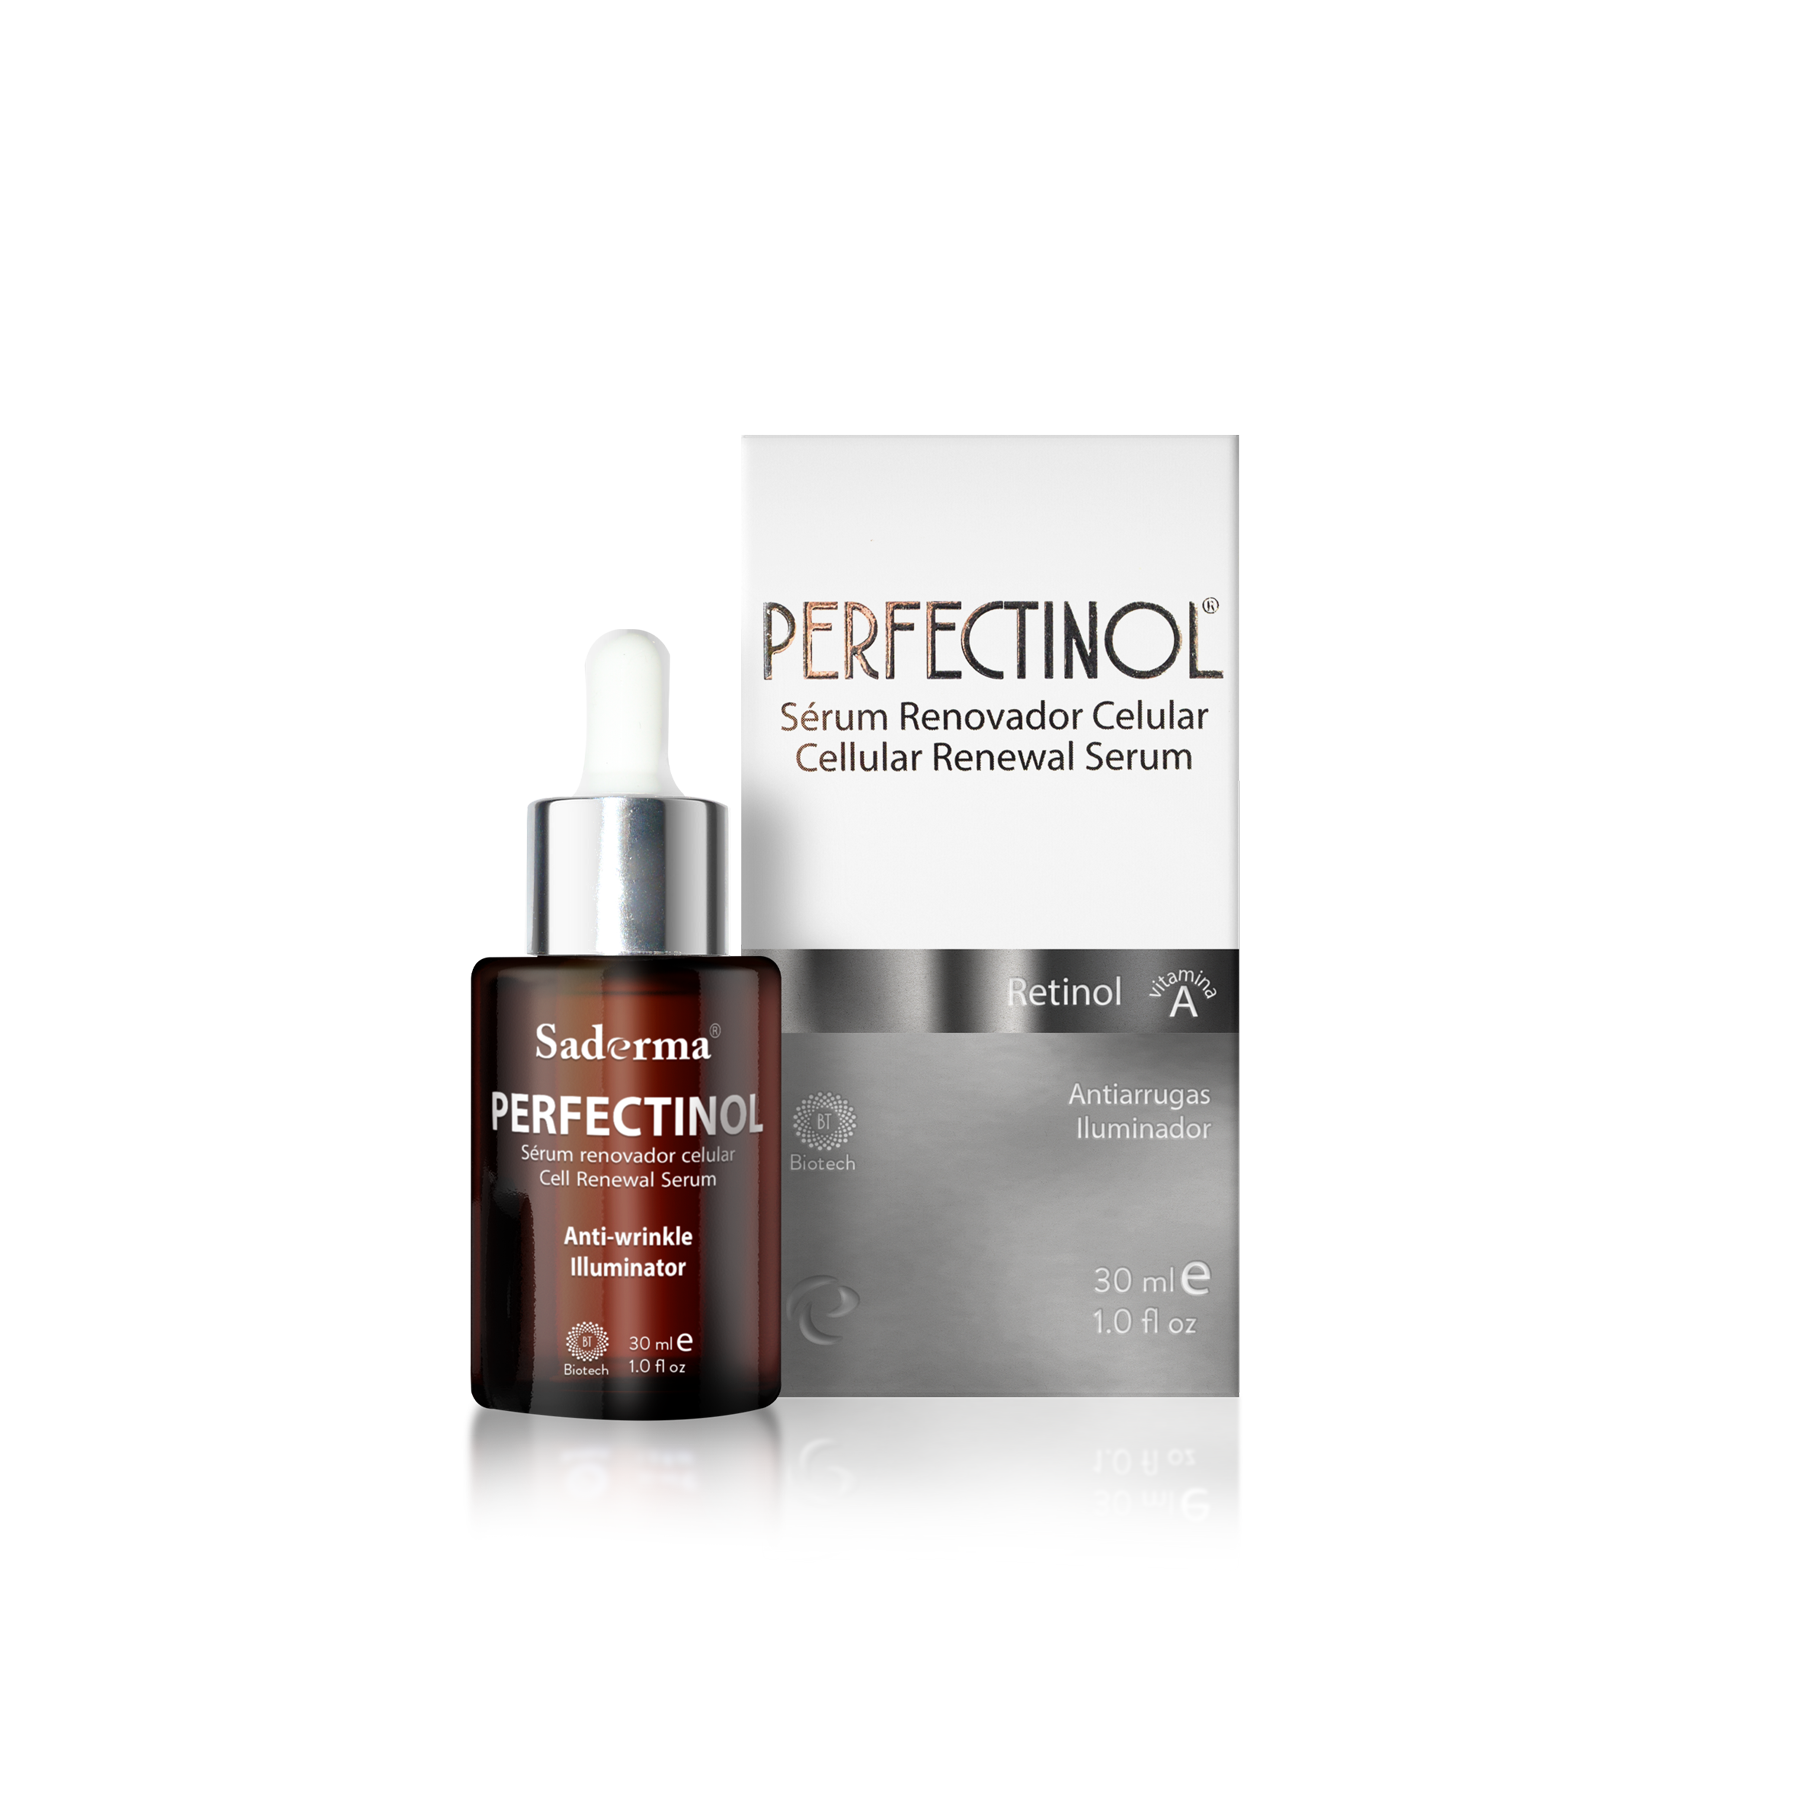 PERFECTINOL®
Sérum Renovador Celular
Cellular Renewal Serum
Retinol
vitamina
A
BT
Biotech
Antiarrugas
Iluminador
30 ml e
1.0 fl oz
Saderma®
PERFECTINOL
Sérum renovador celular
Cell Renewal Serum
Anti-wrinkle
Illuminator
BT
Biotech
30 ml e
1.0 fl oz